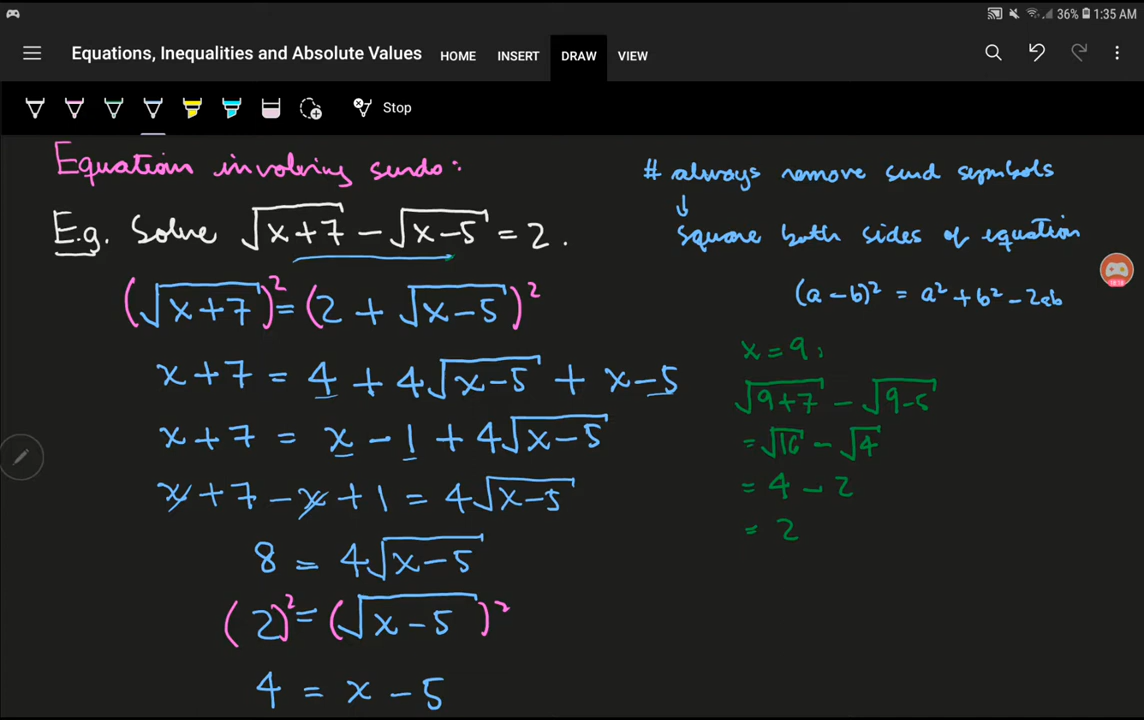 36% 1:35 AM
Equations, Inequalities and Absolute Values HOME INSERT DRAW VIEW
Stop
Equations involving surds:
E.g. Solve √(x+7) − √(x−5) = 2.
(√(x+7))² = (2 + √(x−5))²
x + 7 = 4 + 4√(x−5) + x − 5
x + 7 = x − 1 + 4√(x−5)
x + 7 − x + 1 = 4√(x−5)
8 = 4√(x−5)
(2)² = (√(x−5))²
4 = x − 5
# always remove surd symbols
↓
square both sides of equation
(a−b)² = a² + b² − 2ab
x = 9,
√(9+7) − √(9−5)
= √16 − √4
= 4 − 2
= 2